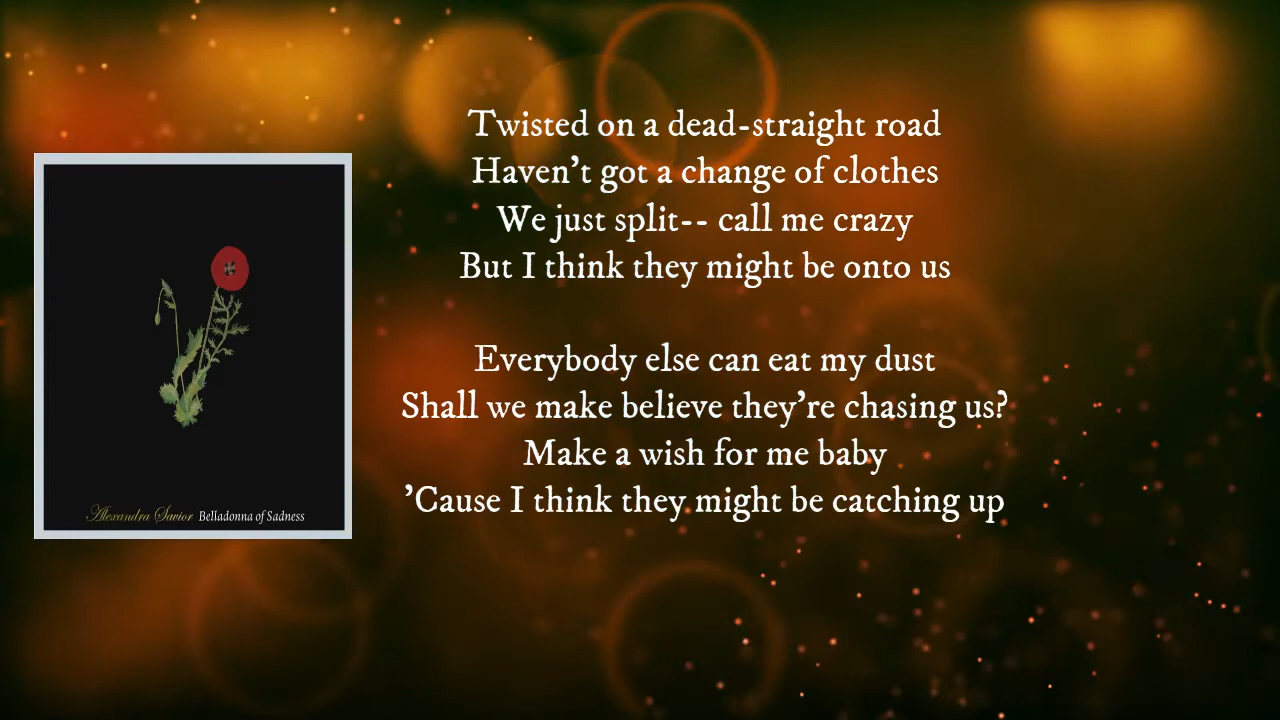 Twisted on a dead-straight road
Haven't got a change of clothes
We just split-- call me crazy
But I think they might be onto us
Everybody else can eat my dust
Shall we make believe they're chasing us?
Make a wish for me baby
'Cause I think they might be catching up
Alexandra Savior Belladonna of Sadness